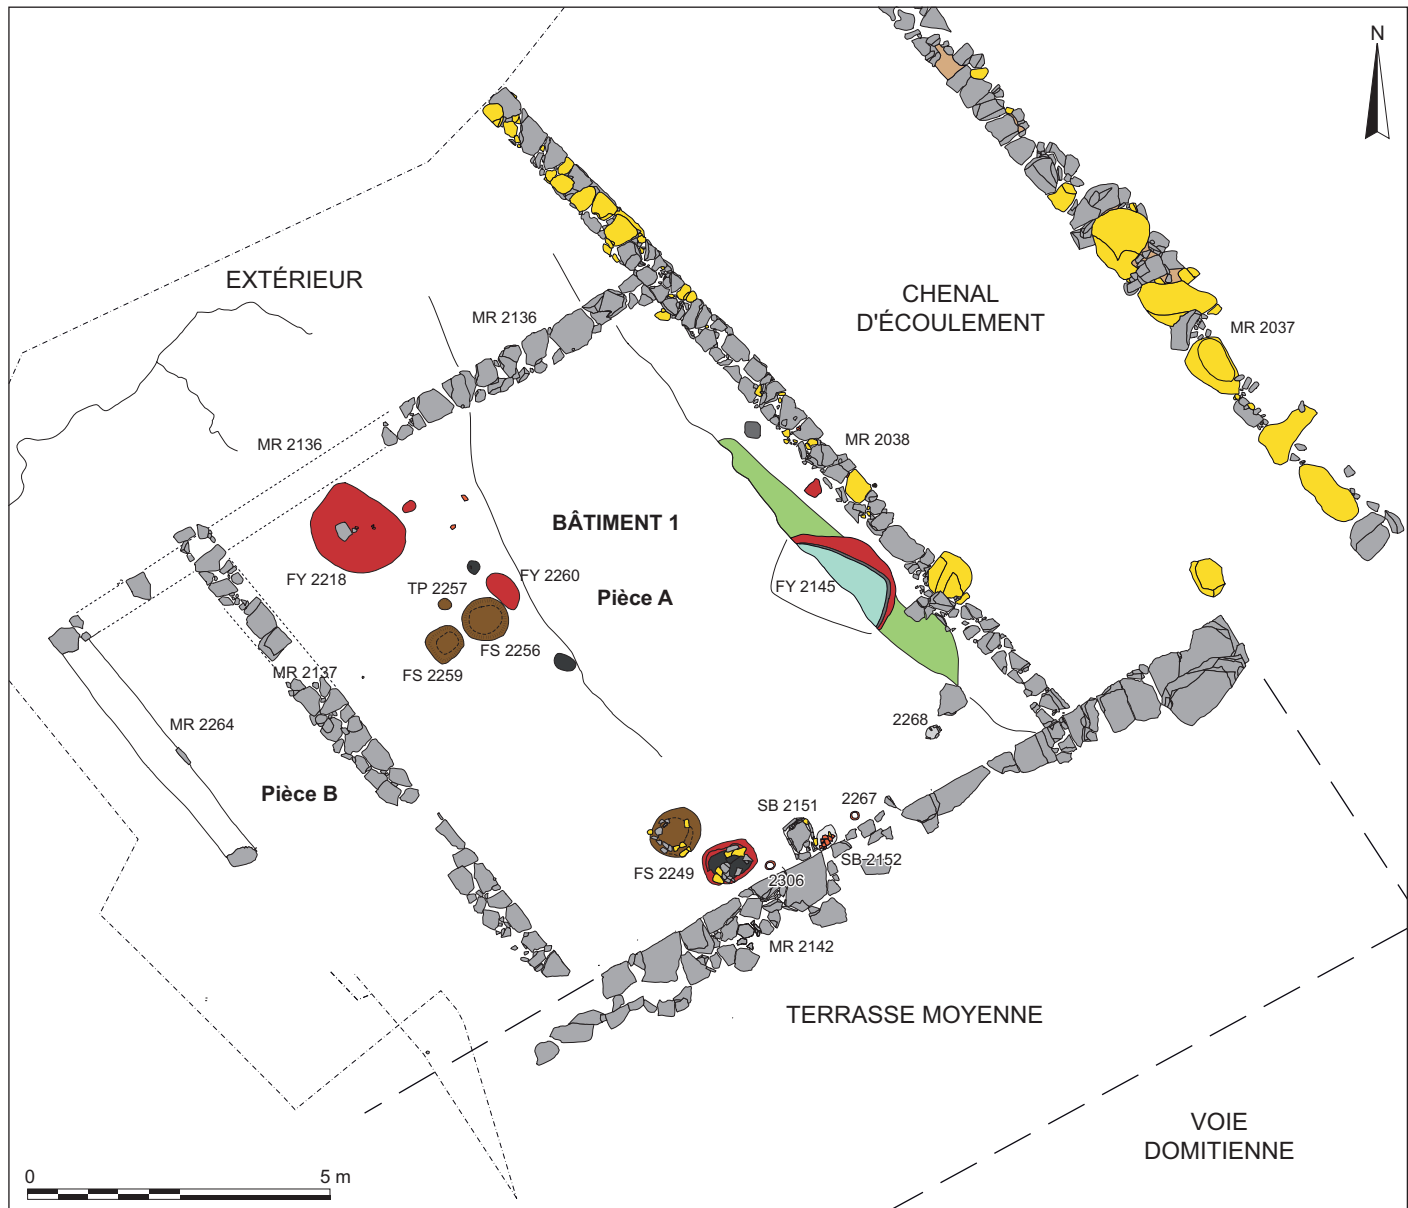 N
EXTÉRIEUR
CHENAL
D'ÉCOULEMENT
MR 2136
MR 2037
MR 2136
MR 2038
BÂTIMENT 1
FY 2218
TP 2257
FY 2260
FY 2145
Pièce A
FS 2256
FS 2259
MR 2137
MR 2264
2268
Pièce B
SB 2151
2267
SB 2152
FS 2249
2306
MR 2142
TERRASSE MOYENNE
VOIE
DOMITIENNE
0 5 m